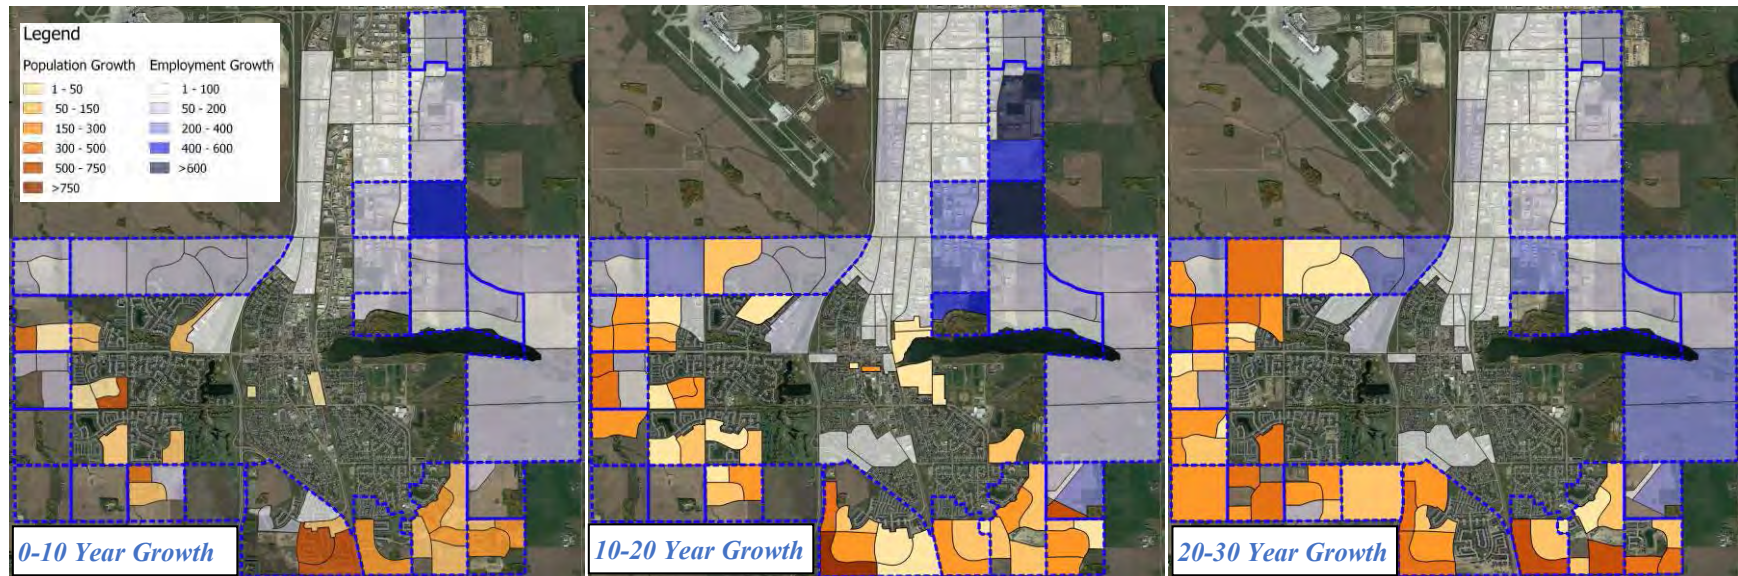 Legend
Population Growth Employment Growth
1 - 50 1 - 100
50 - 150 50 - 200
150 - 300 200 - 400
300 - 500 400 - 600
500 - 750 >600
>750
0-10 Year Growth
10-20 Year Growth
20-30 Year Growth